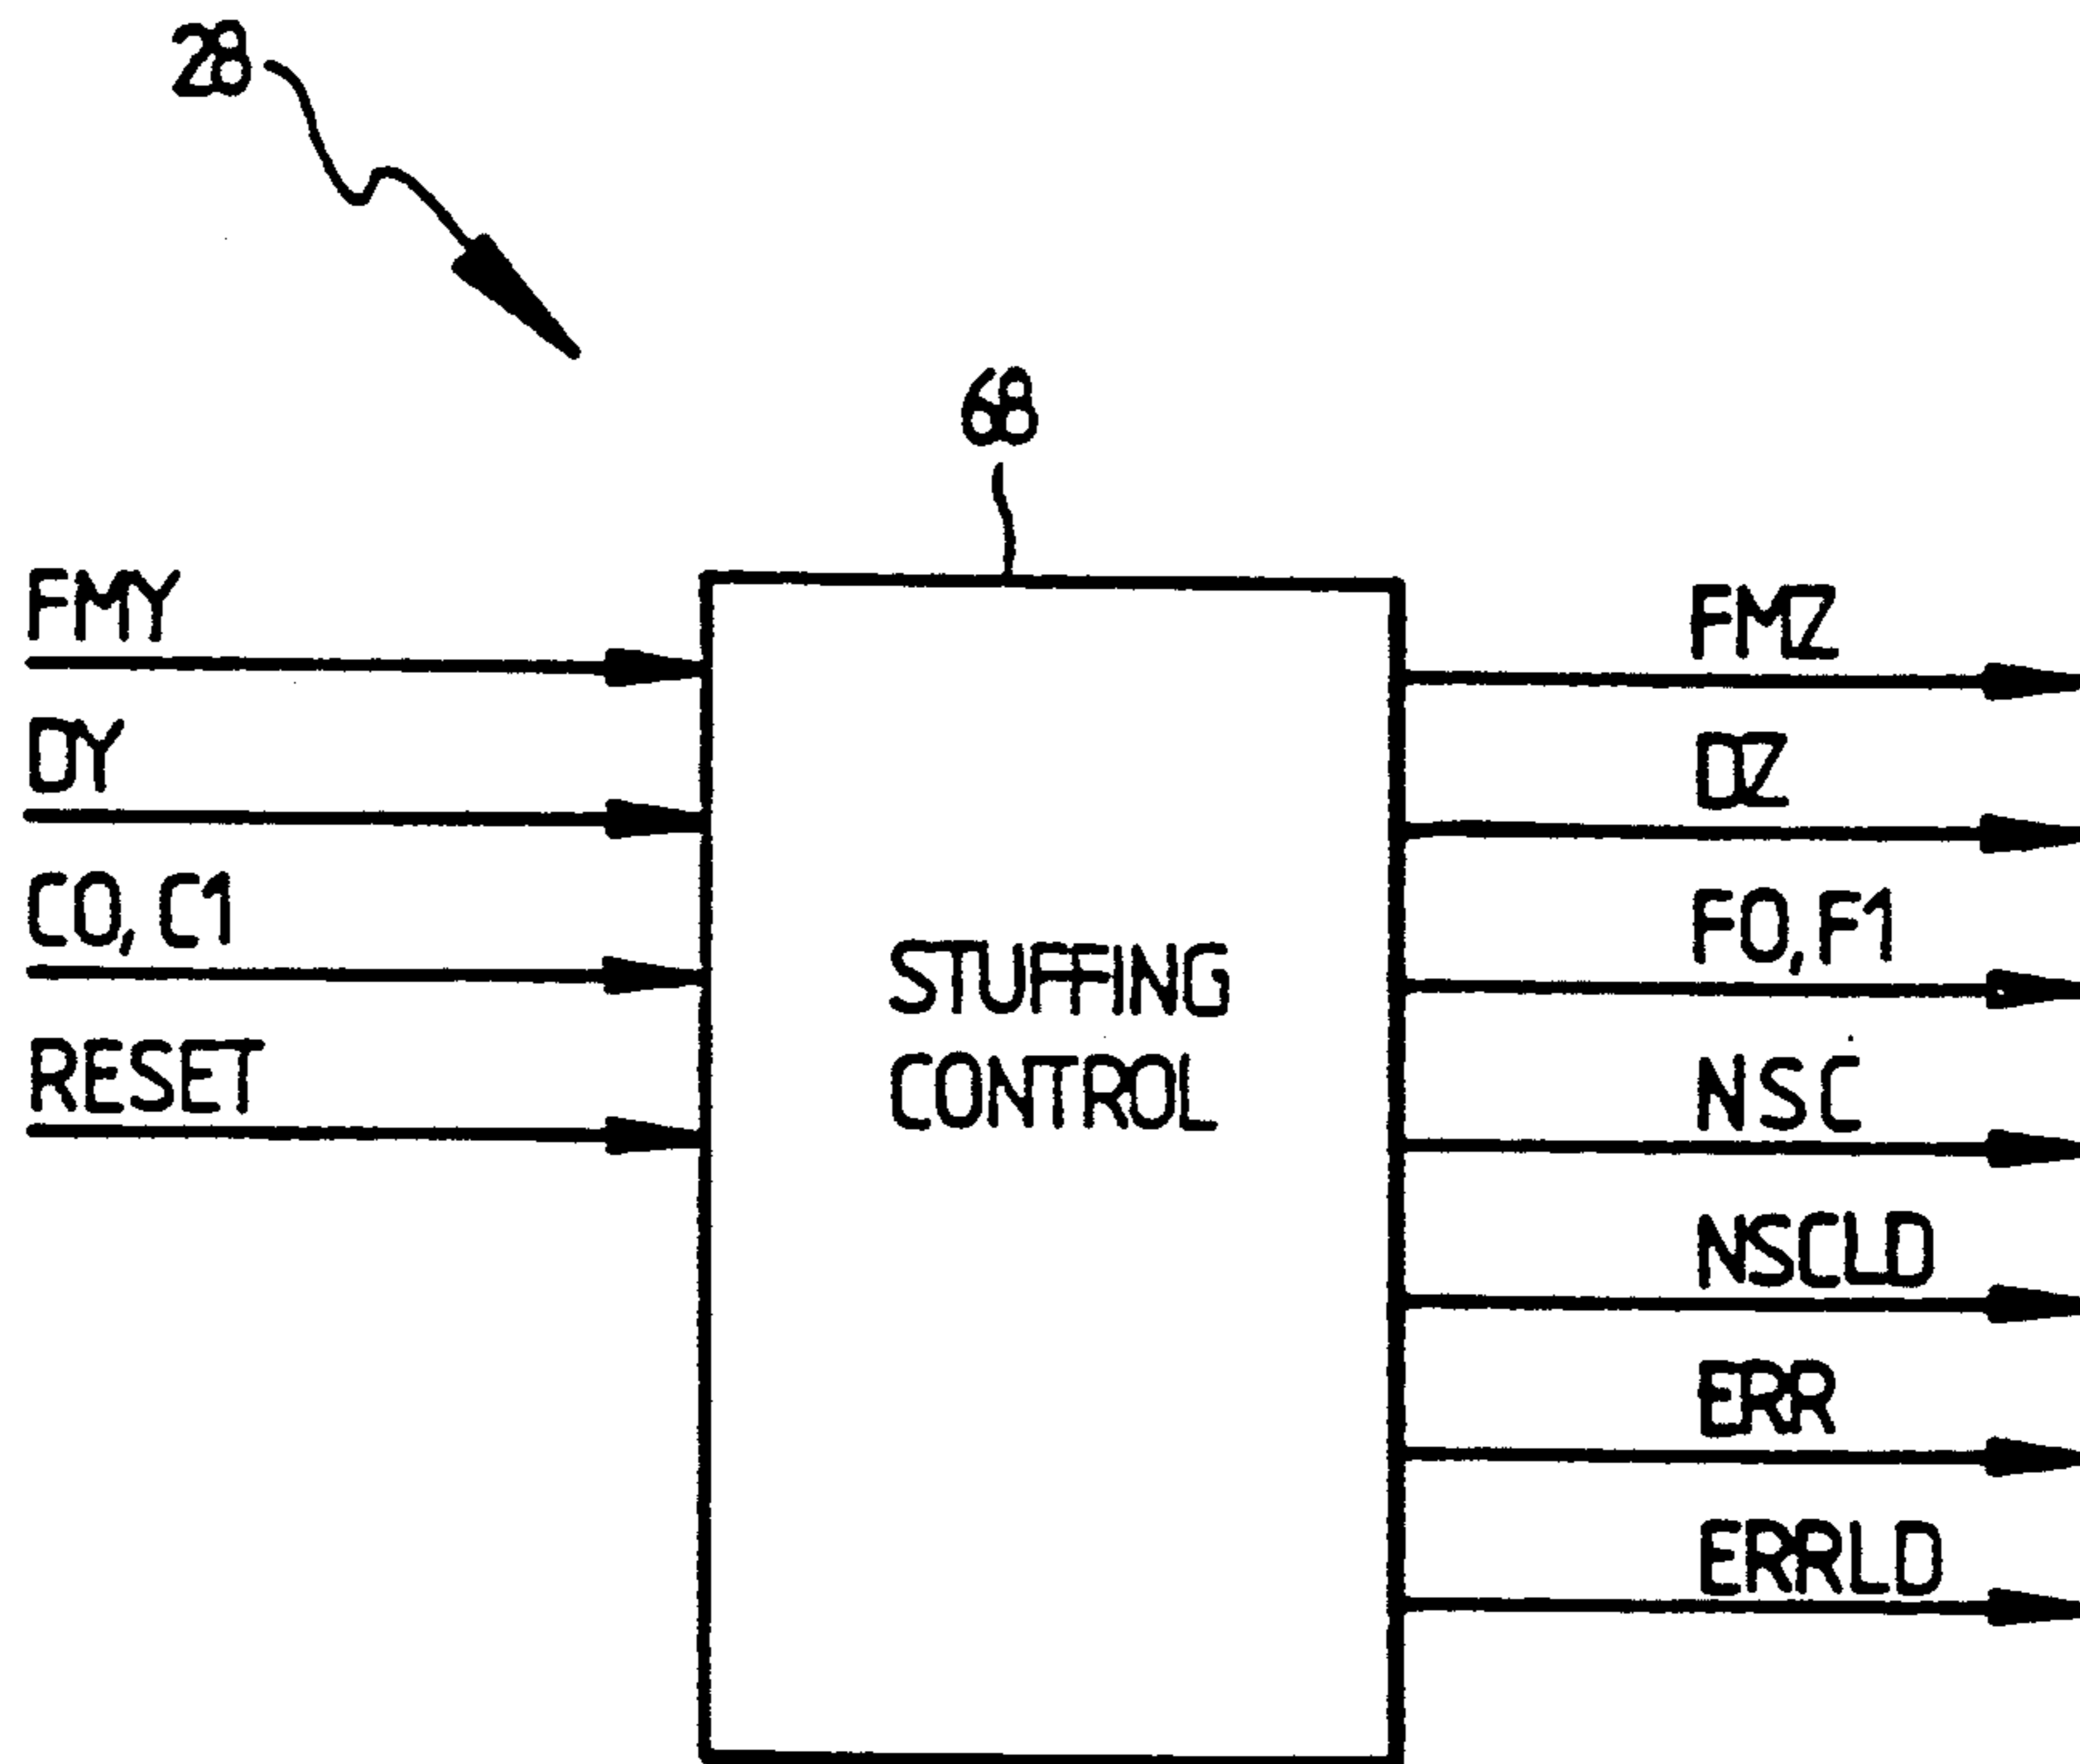 28
68
FMY
DY
C0,C1
RESET
STUFFING
CONTROL
FMZ
DZ
F0,F1
NSC
NSCLD
ERR
ERRLD